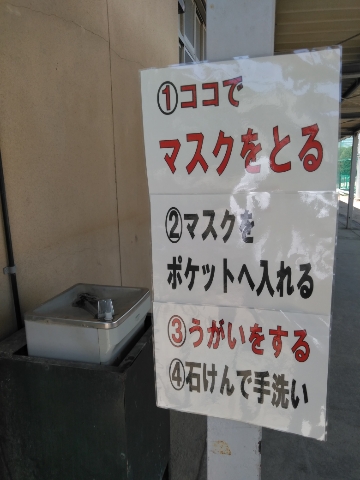 ①ココで
マスクをとる
②マスクを
ポケットへ入れる
③うがいをする
④石けんで手洗い